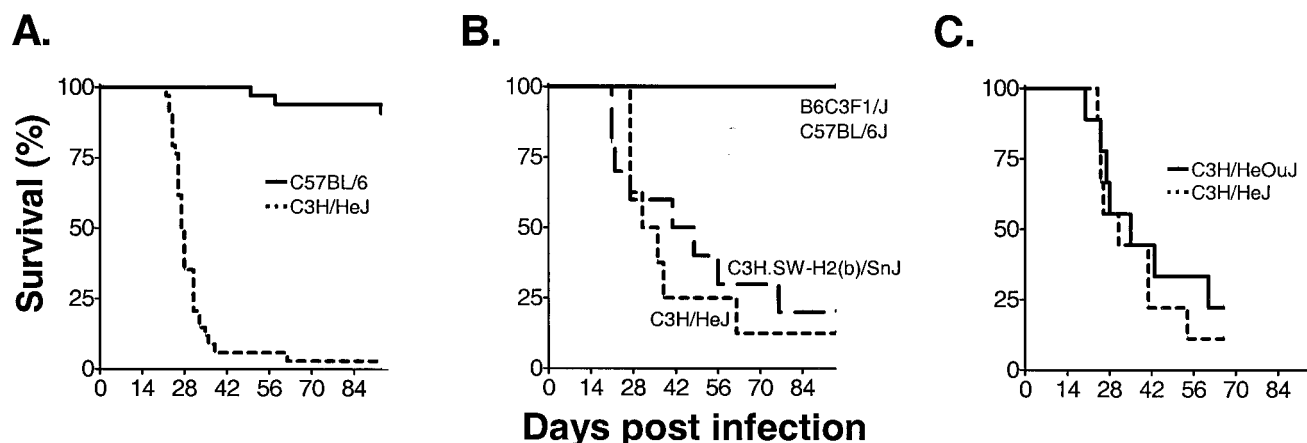 A.
B.
C.
Survival (%)
100
75
50
25
0
0 14 28 42 56 70 84
C57BL/6
C3H/HeJ
100
75
50
25
0
0 14 28 42 56 70 84
B6C3F1/J
C57BL/6J
C3H.SW-H2(b)/SnJ
C3H/HeJ
100
75
50
25
0
0 14 28 42 56 70 84
C3H/HeOuJ
C3H/HeJ
Days post infection